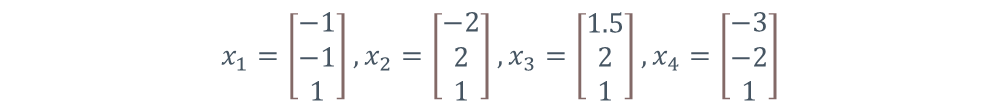 x₁ = [−1 −1 1], x₂ = [−2 2 1], x₃ = [1.5 2 1], x₄ = [−3 −2 1]